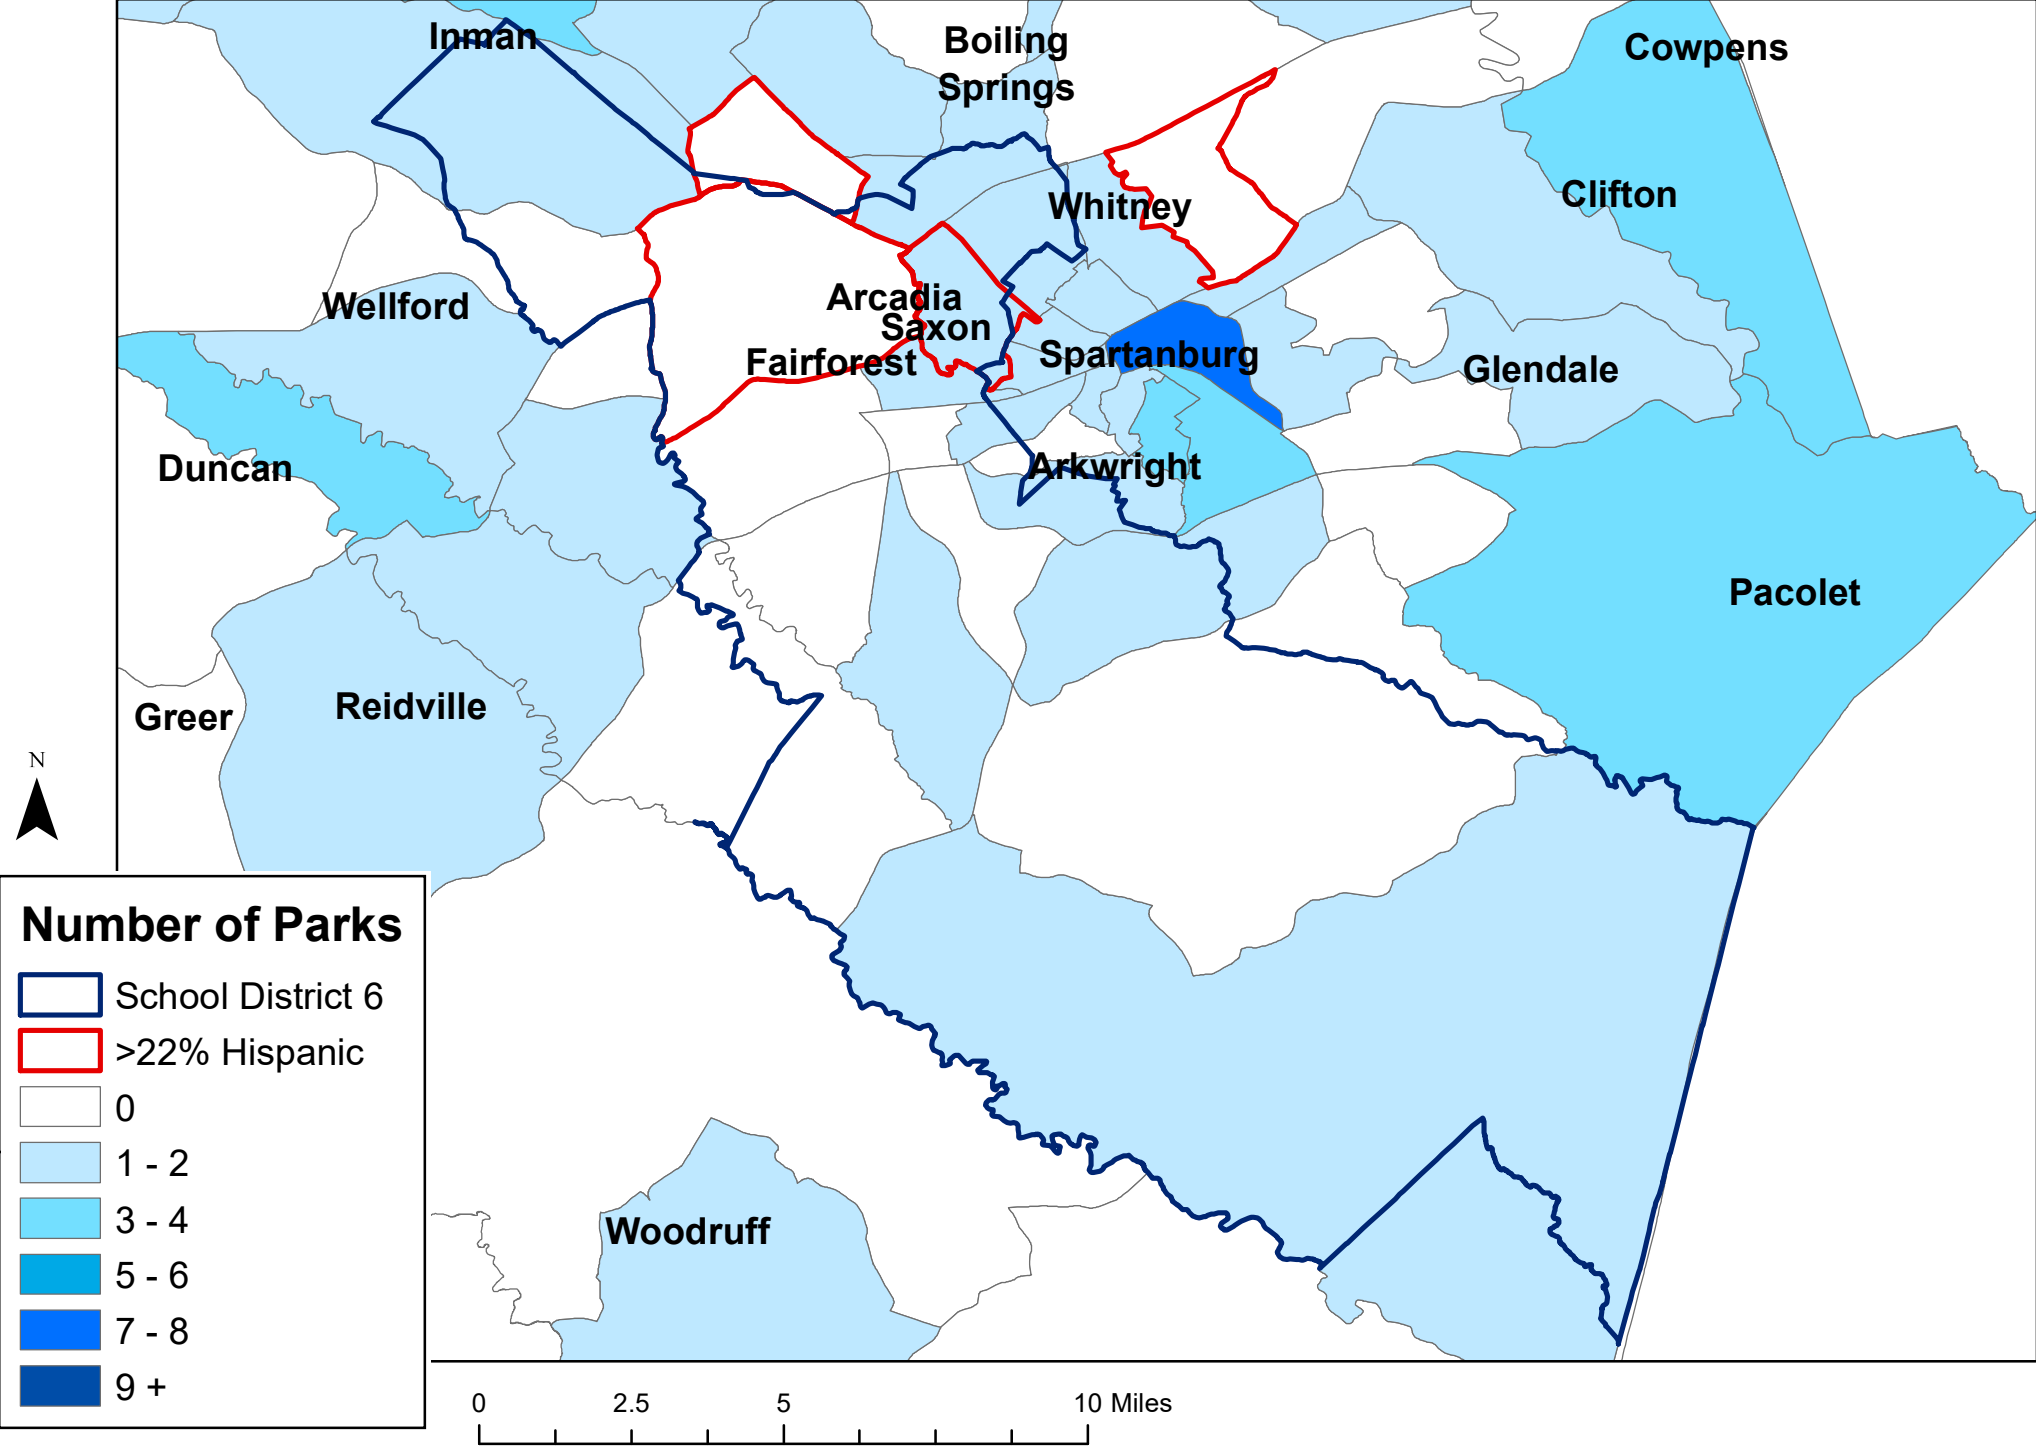 Inman
Boiling
Springs
Cowpens
Whitney
Clifton
Wellford
Arcadia
Saxon
Fairforest
Spartanburg
Glendale
Duncan
Arkwright
Pacolet
Reidville
Greer
N
Number of Parks
School District 6
>22% Hispanic
0
1 - 2
3 - 4
5 - 6
7 - 8
9 +
Woodruff
0 2.5 5 10 Miles